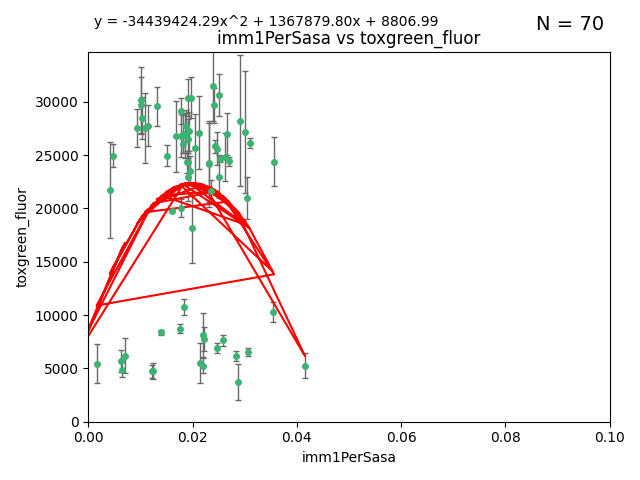 y = -34439424.29x^2 + 1367879.80x + 8806.99
N = 70
imm1PerSasa vs toxgreen_fluor
30000
25000
20000
15000
10000
5000
0
toxgreen_fluor
0.00 0.02 0.04 0.06 0.08 0.10
imm1PerSasa